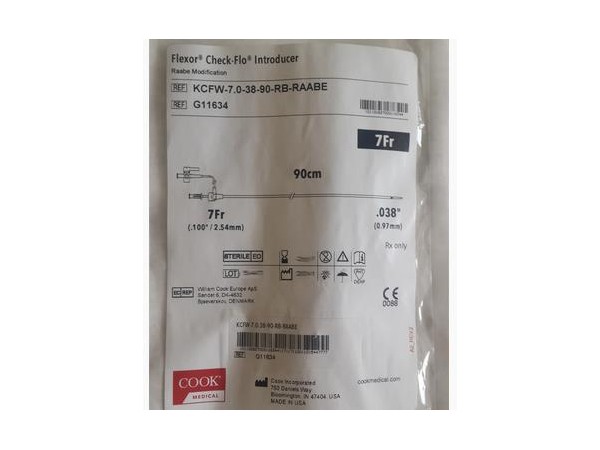 Flexor® Check-Flo® Introducer
Raabe Modification
REF KCFW-7.0-38-90-RB-RAABE
REF G11634
7Fr
90cm
7Fr
(.100" / 2.54mm)
.038"
(0.97mm)
Rx only
STERILE EO
LOT
DEHP
EC REP
William Cook Europe ApS
Sandet 6, DK-4632
Bjaeverskov, DENMARK
CE
0088
KCFW-7.0-38-90-RB-RAABE
REF G11634
COOK
MEDICAL
Cook Incorporated
750 Daniels Way
Bloomington, IN 47404 USA
MADE IN USA
cookmedical.com